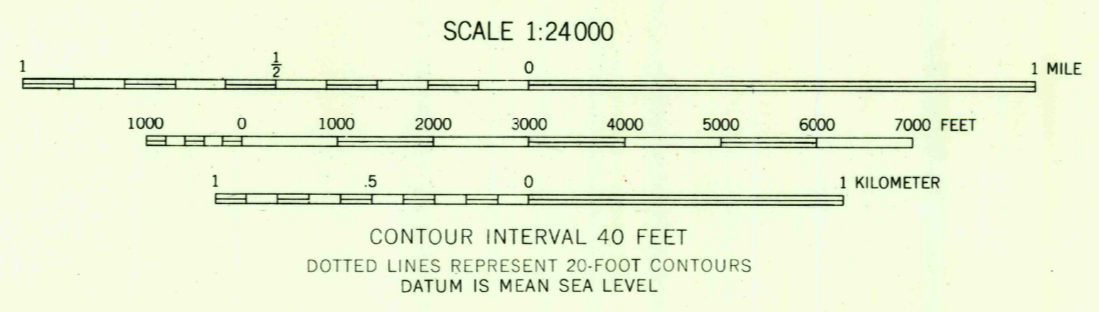 SCALE 1:24000
1 1/2 0 1 MILE
1000 0 1000 2000 3000 4000 5000 6000 7000 FEET
1 .5 0 1 KILOMETER
CONTOUR INTERVAL 40 FEET
DOTTED LINES REPRESENT 20-FOOT CONTOURS
DATUM IS MEAN SEA LEVEL